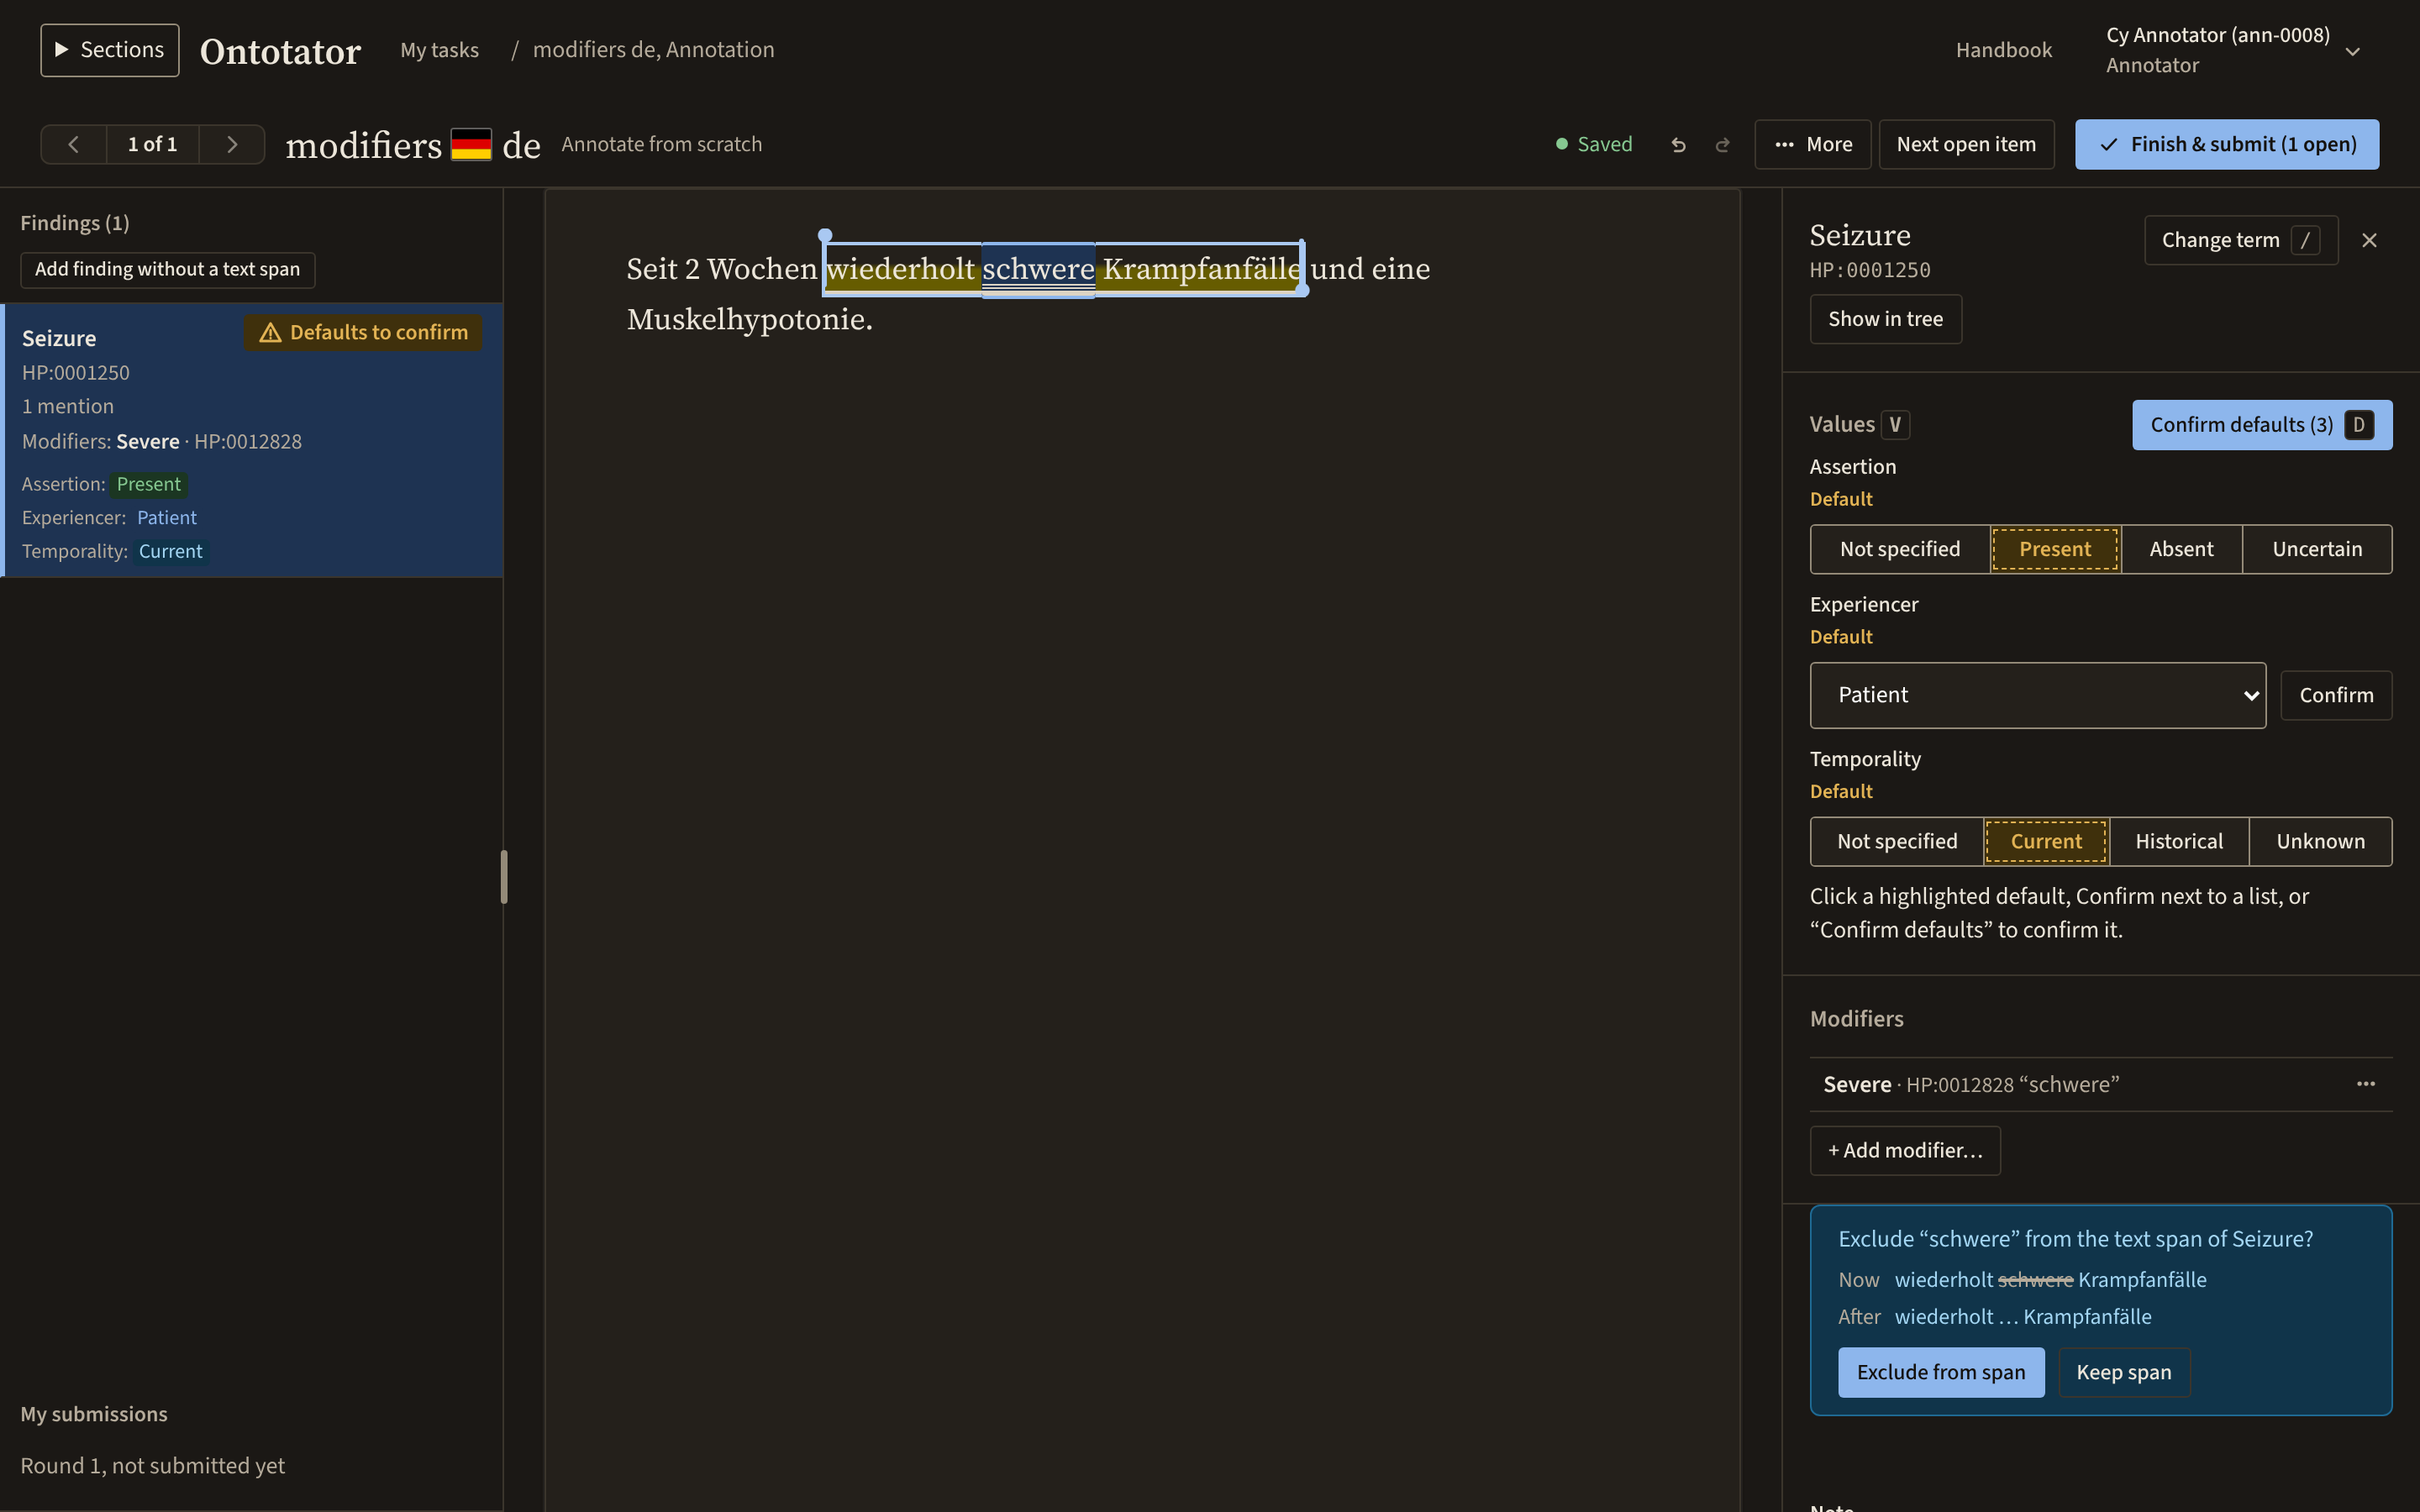 Sections
Ontotator
My tasks / modifiers de, Annotation
Handbook
Cy Annotator (ann-0008)
Annotator
1 of 1
modifiers de
Annotate from scratch
Saved
More
Next open item
Finish & submit (1 open)
Findings (1)
Add finding without a text span
Seizure
Defaults to confirm
HP:0001250
1 mention
Modifiers: Severe · HP:0012828
Assertion: Present
Experiencer: Patient
Temporality: Current
My submissions
Round 1, not submitted yet
Seit 2 Wochen wiederholt schwere Krampfanfälle und eine
Muskelhypotonie.
Seizure
HP:0001250
Change term /
Show in tree
Values V
Confirm defaults (3) D
Assertion
Default
Not specified Present Absent Uncertain
Experiencer
Default
Patient
Confirm
Temporality
Default
Not specified Current Historical Unknown
Click a highlighted default, Confirm next to a list, or
“Confirm defaults” to confirm it.
Modifiers
Severe · HP:0012828 “schwere”
+ Add modifier…
Exclude “schwere” from the text span of Seizure?
Now wiederholt schwere Krampfanfälle
After wiederholt … Krampfanfälle
Exclude from span
Keep span